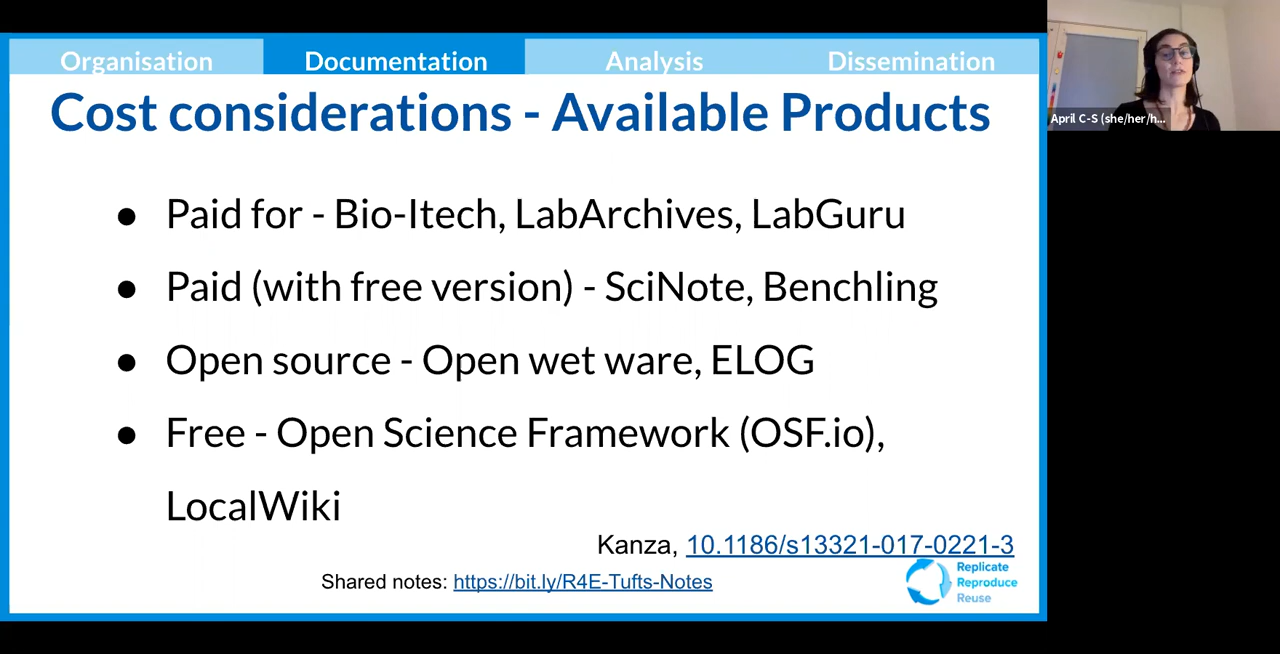 Organisation
Documentation
Analysis
Dissemination
Cost considerations - Available Products
● Paid for - Bio-Itech, LabArchives, LabGuru
● Paid (with free version) - SciNote, Benchling
● Open source - Open wet ware, ELOG
● Free - Open Science Framework (OSF.io),
LocalWiki
Kanza, 10.1186/s13321-017-0221-3
Shared notes: https://bit.ly/R4E-Tufts-Notes
Replicate
Reproduce
Reuse
April C-S (she/her/h...